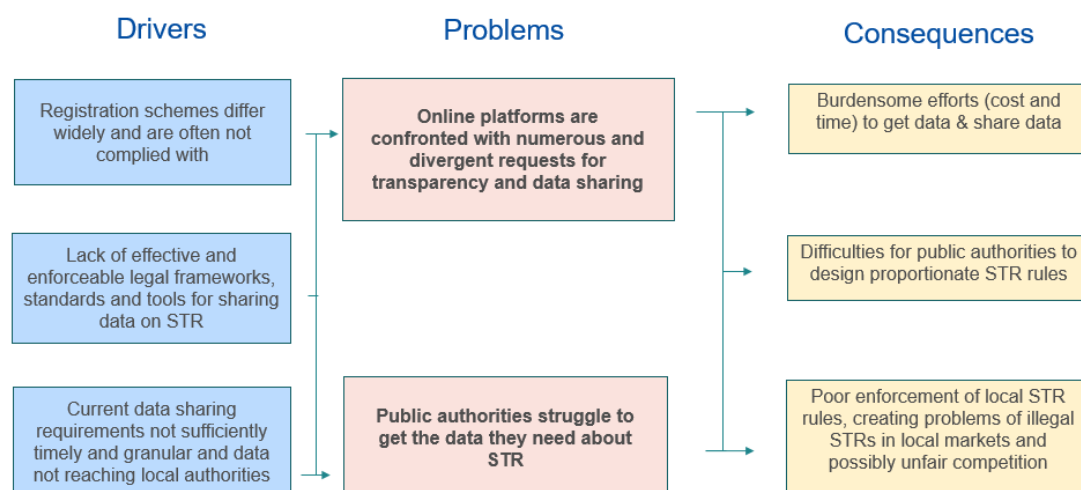 Drivers
Problems
Consequences
Registration schemes differ
widely and are often not
complied with
Lack of effective and
enforceable legal frameworks,
standards and tools for sharing
data on STR
Current data sharing
requirements not sufficiently
timely and granular and data
not reaching local authorities
Online platforms are
confronted with numerous and
divergent requests for
transparency and data sharing
Public authorities struggle to
get the data they need about
STR
Burdensome efforts (cost and
time) to get data & share data
Difficulties for public authorities to
design proportionate STR rules
Poor enforcement of local STR
rules, creating problems of illegal
STRs in local markets and
possibly unfair competition